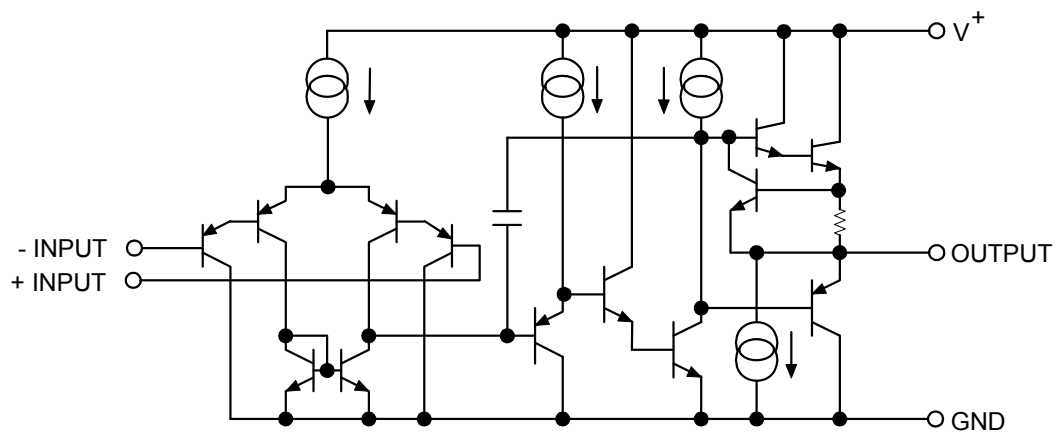 V+
- INPUT
+ INPUT
OUTPUT
GND